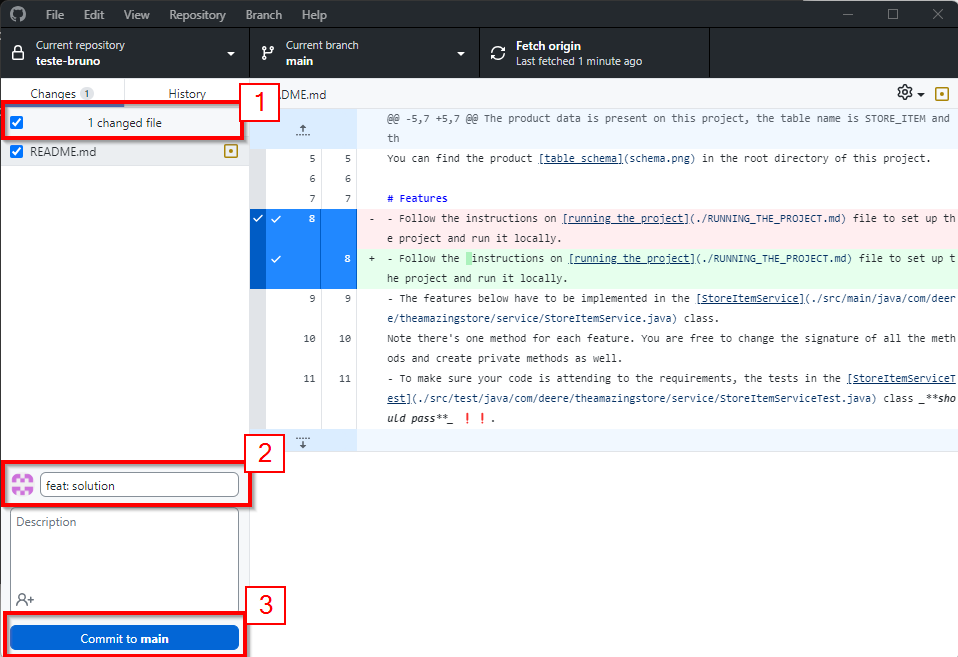 File Edit View Repository Branch Help
Current repository
teste-bruno
Current branch
main
Fetch origin
Last fetched 1 minute ago
Changes 1
History
1
DME.md
1 changed file
README.md
@@ -5,7 +5,7 @@ The product data is present on this project, the table name is STORE_ITEM and
th
5 5 You can find the product [table schema](schema.png) in the root directory of this project.
6 6
7 7 # Features
8 - - Follow the instructions on [running the project](./RUNNING_THE_PROJECT.md) file to set up th
e project and run it locally.
8 + - Follow the  instructions on [running the project](./RUNNING_THE_PROJECT.md) file to set up t
he project and run it locally.
9 9 - The features below have to be implemented in the [StoreItemService](./src/main/java/com/deer
e/theamazingstore/service/StoreItemService.java) class.
10 10 Note there's one method for each feature. You are free to change the signature of all the meth
ods and create private methods as well.
11 11 - To make sure your code is attending to the requirements, the tests in the [StoreItemServiceT
est](./src/test/java/com/deere/theamazingstore/service/StoreItemServiceTest.java) class _**sho
uld pass**_ ❗❗.
2
feat: solution
Description
3
Commit to main